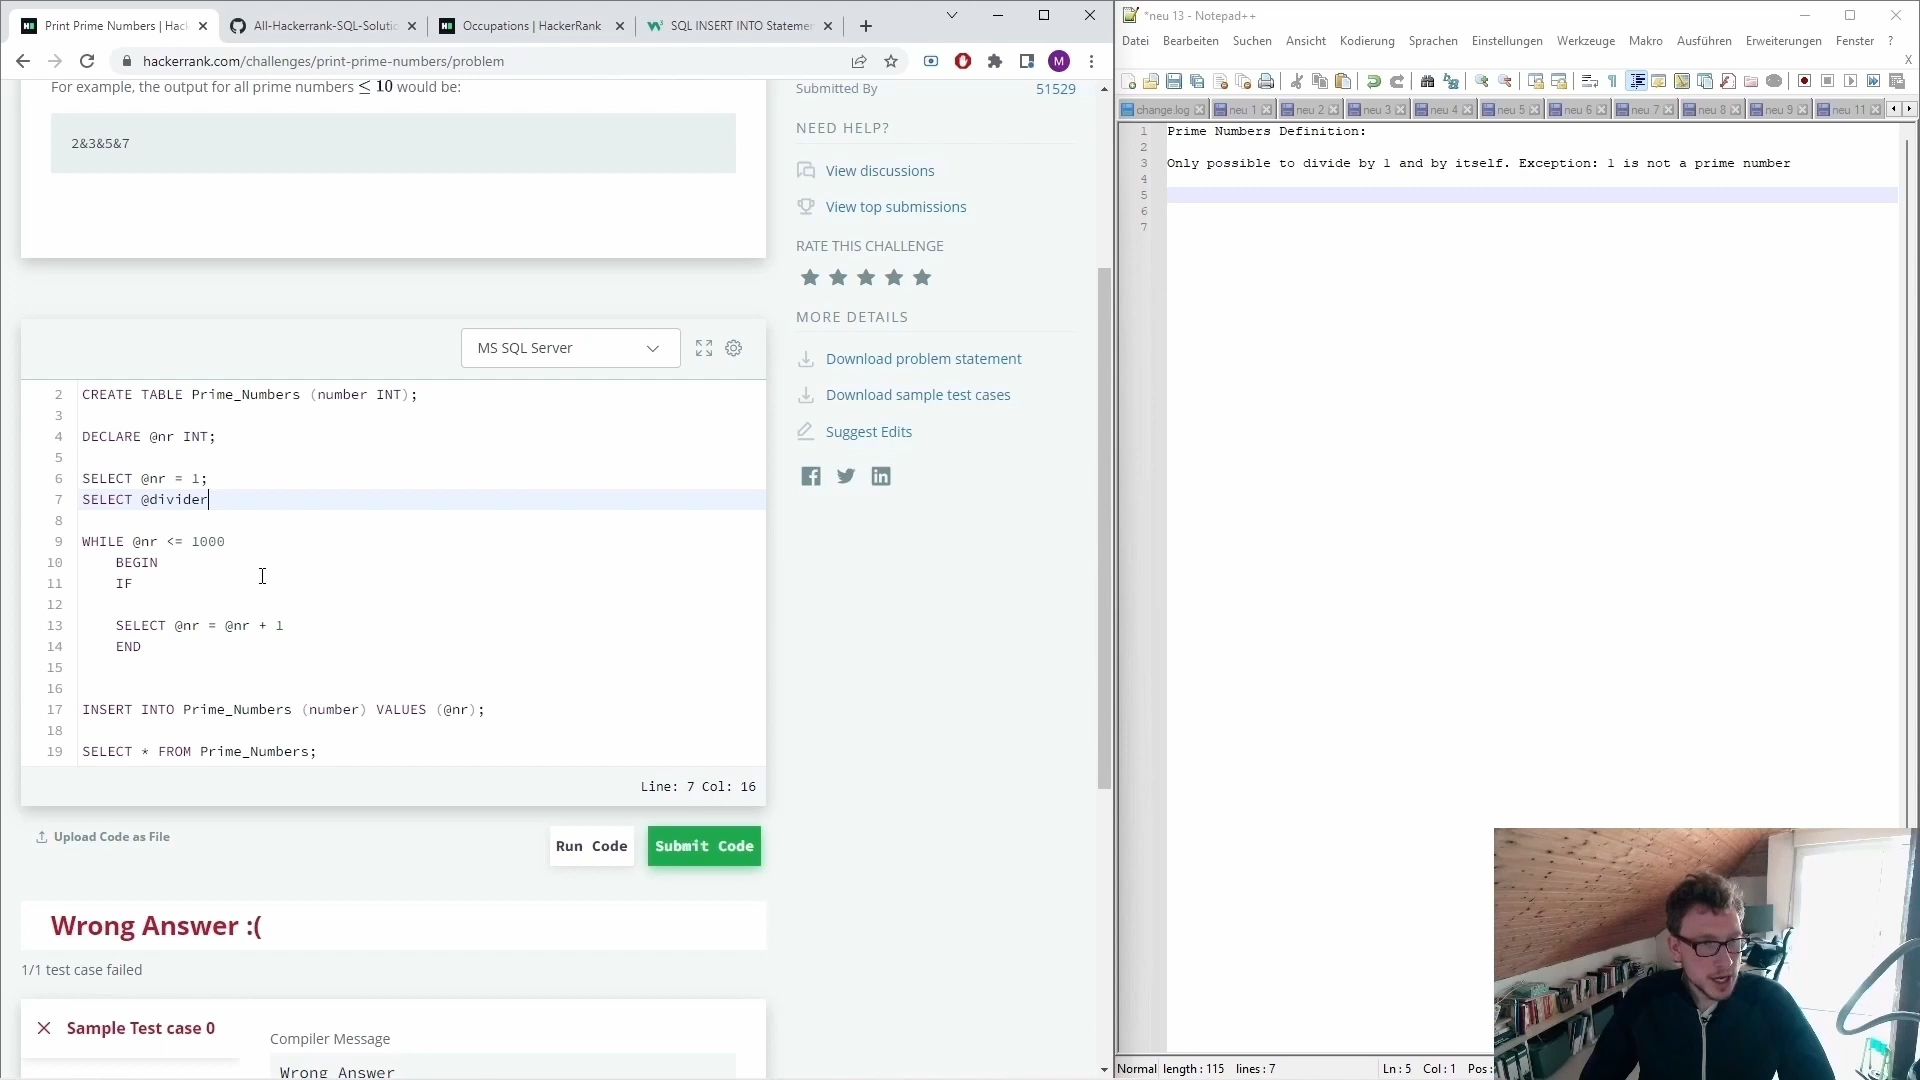 Print Prime Numbers | Hack
All-Hackerrank-SQL-Solutic
Occupations | HackerRank
SQL INSERT INTO Statemen
hackerrank.com/challenges/print-prime-numbers/problem
M
For example, the output for all prime numbers ≤ 10 would be:
2&3&5&7
Submitted By 51529
NEED HELP?
View discussions
View top submissions
RATE THIS CHALLENGE
MORE DETAILS
Download problem statement
Download sample test cases
Suggest Edits
MS SQL Server
2 CREATE TABLE Prime_Numbers (number INT);
3
4 DECLARE @nr INT;
5
6 SELECT @nr = 1;
7 SELECT @divider
8
9 WHILE @nr <= 1000
10 BEGIN
11 IF
12
13 SELECT @nr = @nr + 1
14 END
15
16
17 INSERT INTO Prime_Numbers (number) VALUES (@nr);
18
19 SELECT * FROM Prime_Numbers;
Line: 7 Col: 16
Upload Code as File
Run Code
Submit Code
Wrong Answer :(
1/1 test case failed
Sample Test case 0
Compiler Message
Wrong Answer
*neu 13 - Notepad++
Datei Bearbeiten Suchen Ansicht Kodierung Sprachen Einstellungen Werkzeuge Makro Ausführen Erweiterungen Fenster ?
X
change.log neu 1 neu 2 neu 3 neu 4 neu 5 neu 6 neu 7 neu 8 neu 9 neu 11
1 Prime Numbers Definition:
2
3 Only possible to divide by 1 and by itself. Exception: 1 is not a prime number
4
5
6
7
Normal length : 115 lines : 7 Ln : 5 Col : 1 Pos :